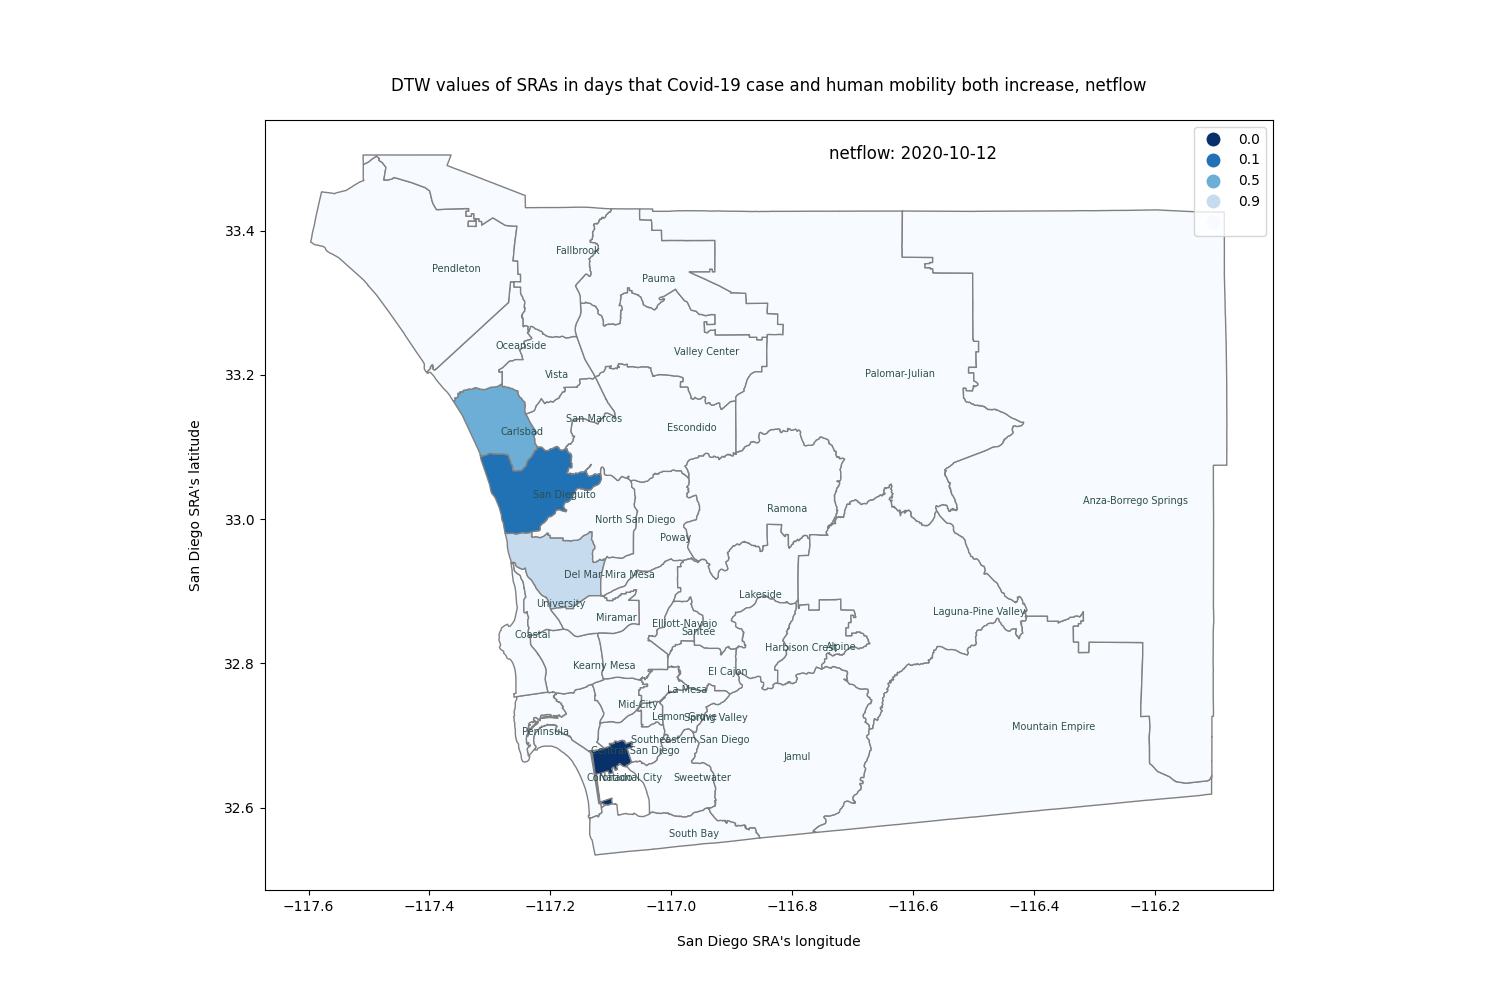 DTW values of SRAs in days that Covid-19 case and human mobility both increase, netflow
netflow: 2020-10-12
0.0
0.1
0.5
0.9
33.4
33.2
33.0
32.8
32.6
San Diego SRA's latitude
Fallbrook
Pendleton
Pauma
Oceanside
Valley Center
Vista
Palomar-Julian
San Marcos
Escondido
Carlsbad
San Dieguito
Anza-Borrego Springs
Ramona
North San Diego
Poway
Del Mar-Mira Mesa
Lakeside
University
Laguna-Pine Valley
Miramar
Elliott-Navajo
Santee
Coastal
Harbison Crest
Alpine
Kearny Mesa
El Cajon
La Mesa
Mid-City
Lemon Grove
Spring Valley
Mountain Empire
Peninsula
Southeastern San Diego
Central San Diego
Jamul
Coronado
National City
Sweetwater
South Bay
−117.6
−117.4
−117.2
−117.0
−116.8
−116.6
−116.4
−116.2
San Diego SRA's longitude